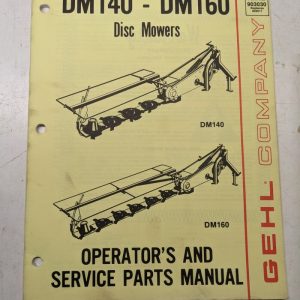 DM140 - DM160
Disc Mowers
903030
DM140
DM160
GEHL COMPANY
OPERATOR'S AND
SERVICE PARTS MANUAL